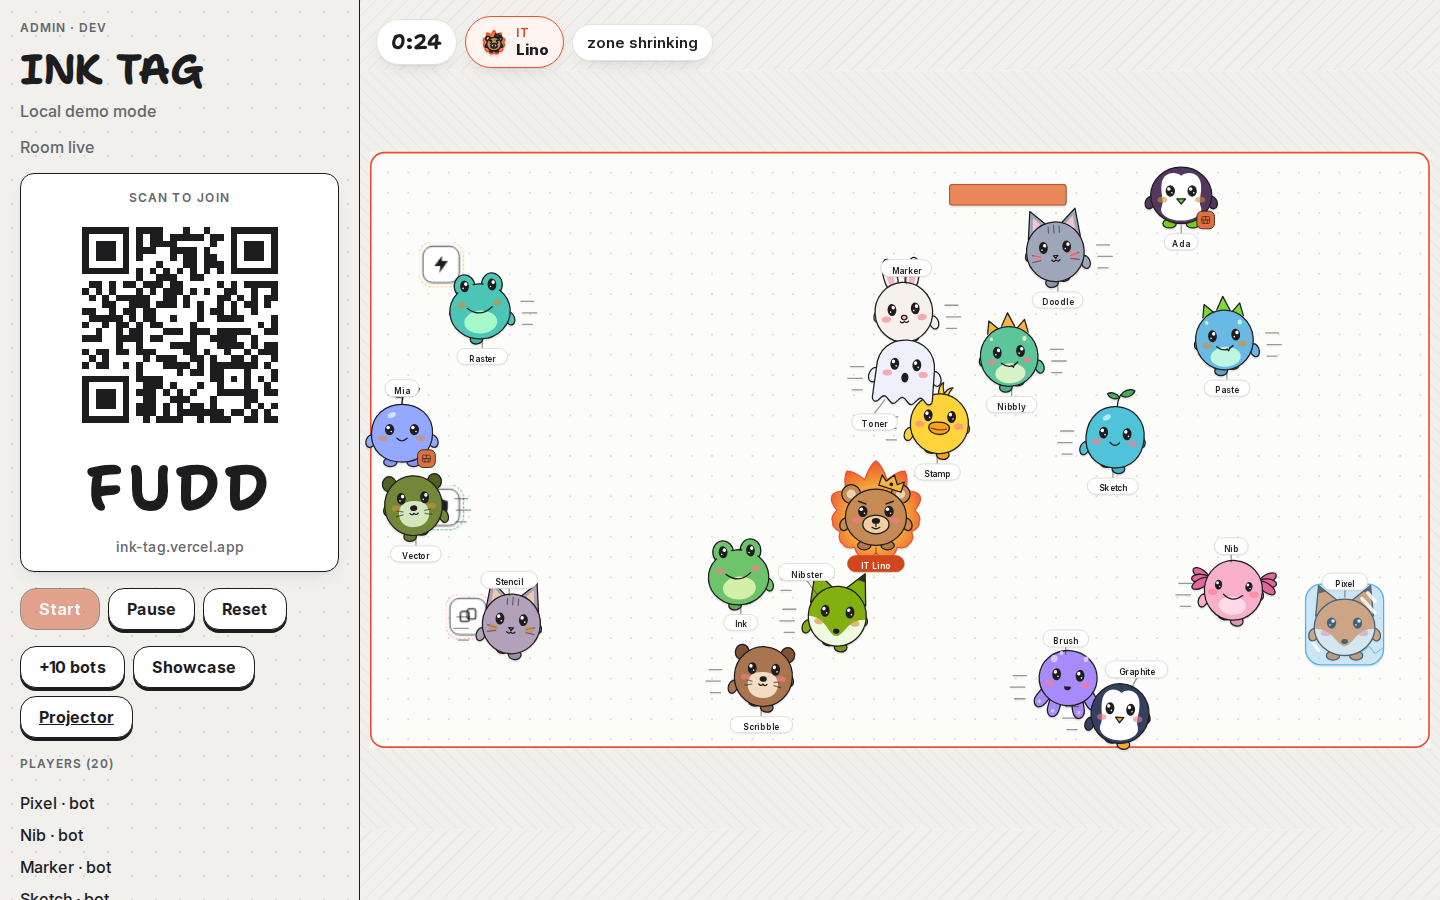 ADMIN · DEV
INK TAG
Local demo mode
Room live
SCAN TO JOIN
FUDD
ink-tag.vercel.app
Start
Pause
Reset
+10 bots
Showcase
Projector
PLAYERS (20)
Pixel · bot
Nib · bot
Marker · bot
Sketch · bot
0:24
IT
Lino
zone shrinking
Ada
Marker
Doodle
Raster
Mia
Paste
Nibbly
Toner
Stamp
Sketch
Vector
IT Lino
Nib
Stencil
Nibster
Pixel
Ink
Brush
Graphite
Scribble